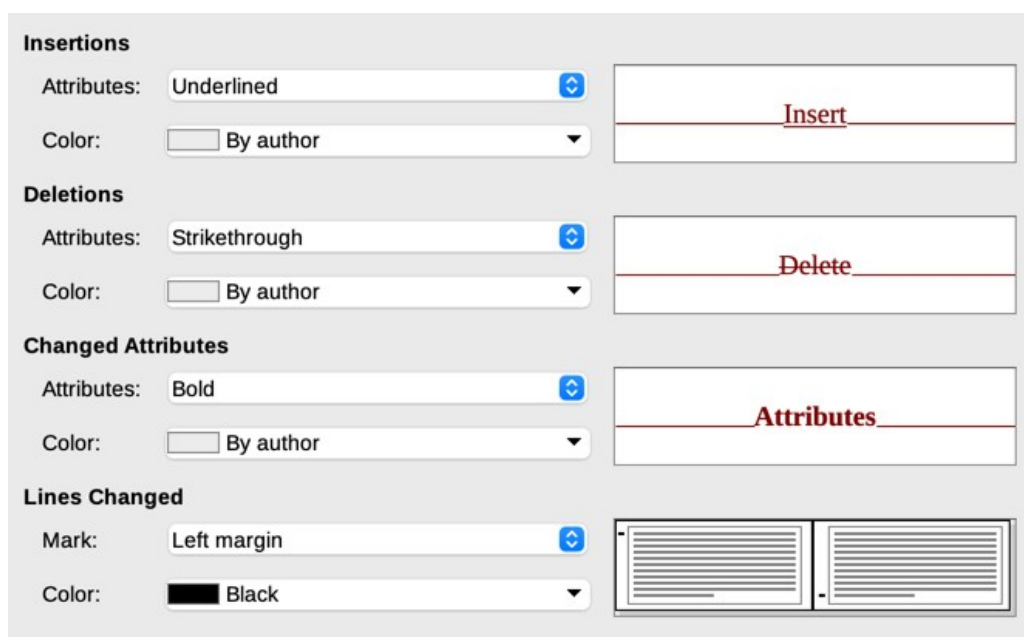 Insertions
Attributes: Underlined
Insert
Color: By author
Deletions
Attributes: Strikethrough
Delete
Color: By author
Changed Attributes
Attributes: Bold
Attributes
Color: By author
Lines Changed
Mark: Left margin
Color: Black